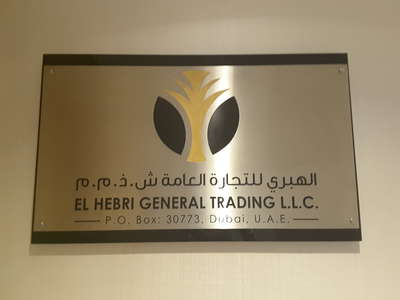 الهبري للتجارة العامة ش.ذ.م.م
EL HEBRI GENERAL TRADING L.L.C.
P.O. Box: 30773, Dubai, U.A.E.